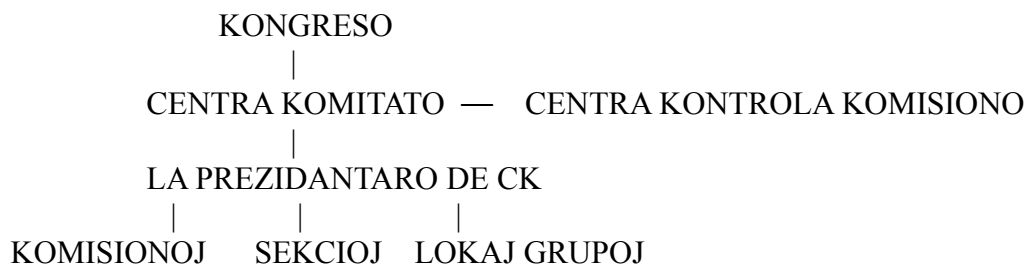 KONGRESO
CENTRA KOMITATO — CENTRA KONTROLA KOMISIONO
LA PREZIDANTARO DE CK
KOMISIONOJ SEKCIOJ LOKAJ GRUPOJ